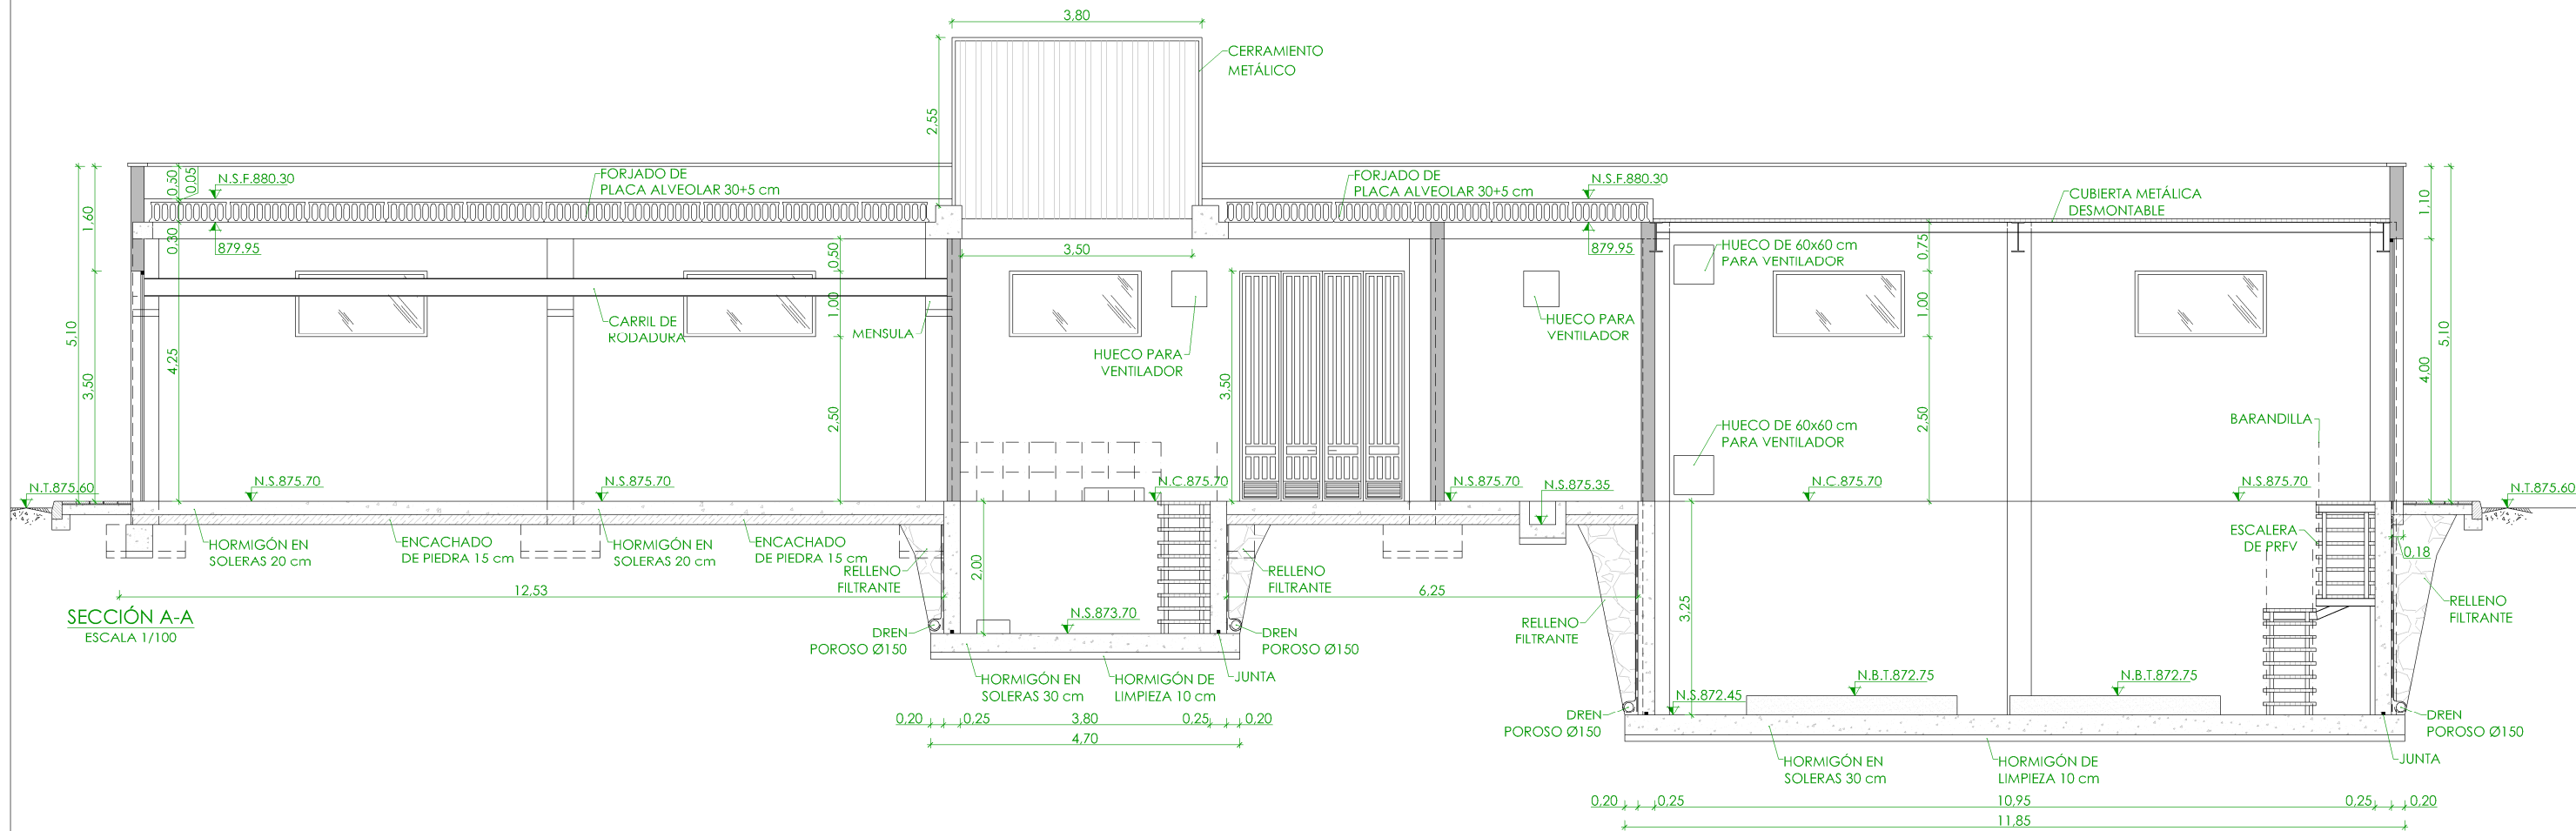 3,80
CERRAMIENTO
METÁLICO
2,55
0,50
0,05
N.S.F.880.30
FORJADO DE
PLACA ALVEOLAR 30+5 cm
FORJADO DE
PLACA ALVEOLAR 30+5 cm
N.S.F.880.30
CUBIERTA METÁLICA
DESMONTABLE
1,10
1,60
0,30
879.95
0,50
3,50
879.95
HUECO DE 60x60 cm
PARA VENTILADOR
0,75
5,10
3,50
4,25
CARRIL DE
RODADURA
1,00
MENSULA
HUECO PARA
VENTILADOR
3,50
HUECO PARA
VENTILADOR
1,00
4,00
5,10
2,50
HUECO DE 60x60 cm
PARA VENTILADOR
2,50
BARANDILLA
N.T.875.60
N.S.875.70
N.S.875.70
N.C.875.70
N.S.875.70
N.S.875.35
N.C.875.70
N.S.875.70
N.T.875.60
HORMIGÓN EN
SOLERAS 20 cm
ENCACHADO
DE PIEDRA 15 cm
HORMIGÓN EN
SOLERAS 20 cm
ENCACHADO
DE PIEDRA 15 cm
RELLENO
FILTRANTE
2,00
RELLENO
FILTRANTE
ESCALERA
DE PRFV
0,18
12,53
6,25
SECCIÓN A-A
ESCALA 1/100
N.S.873.70
DREN
POROSO Ø150
DREN
POROSO Ø150
RELLENO
FILTRANTE
3,25
RELLENO
FILTRANTE
HORMIGÓN EN
SOLERAS 30 cm
HORMIGÓN DE
LIMPIEZA 10 cm
JUNTA
N.S.872.45
N.B.T.872.75
N.B.T.872.75
0,20
0,25
3,80
0,25
0,20
4,70
DREN
POROSO Ø150
DREN
POROSO Ø150
HORMIGÓN EN
SOLERAS 30 cm
HORMIGÓN DE
LIMPIEZA 10 cm
JUNTA
0,20
0,25
10,95
0,25
0,20
11,85